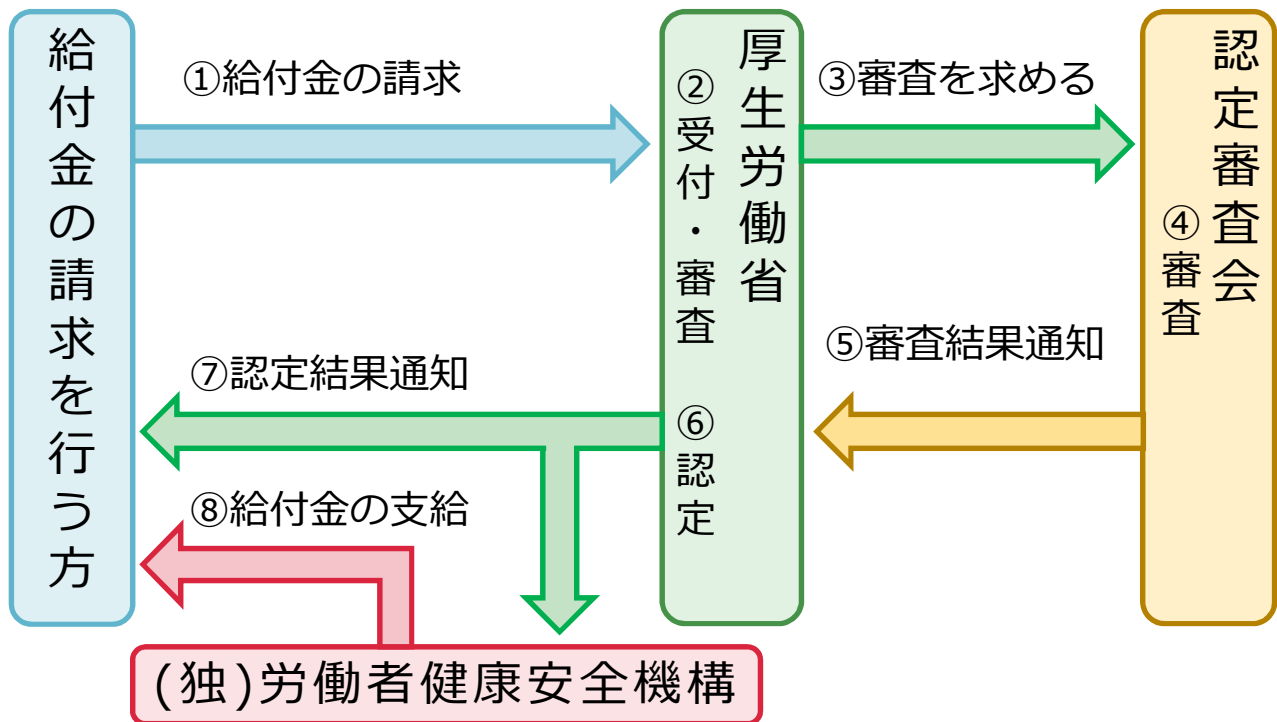 給付金の請求を行う方
①給付金の請求
厚生労働省
②受付・審査
⑥認定
③審査を求める
認定審査会
④審査
⑤審査結果通知
⑦認定結果通知
⑧給付金の支給
(独)労働者健康安全機構